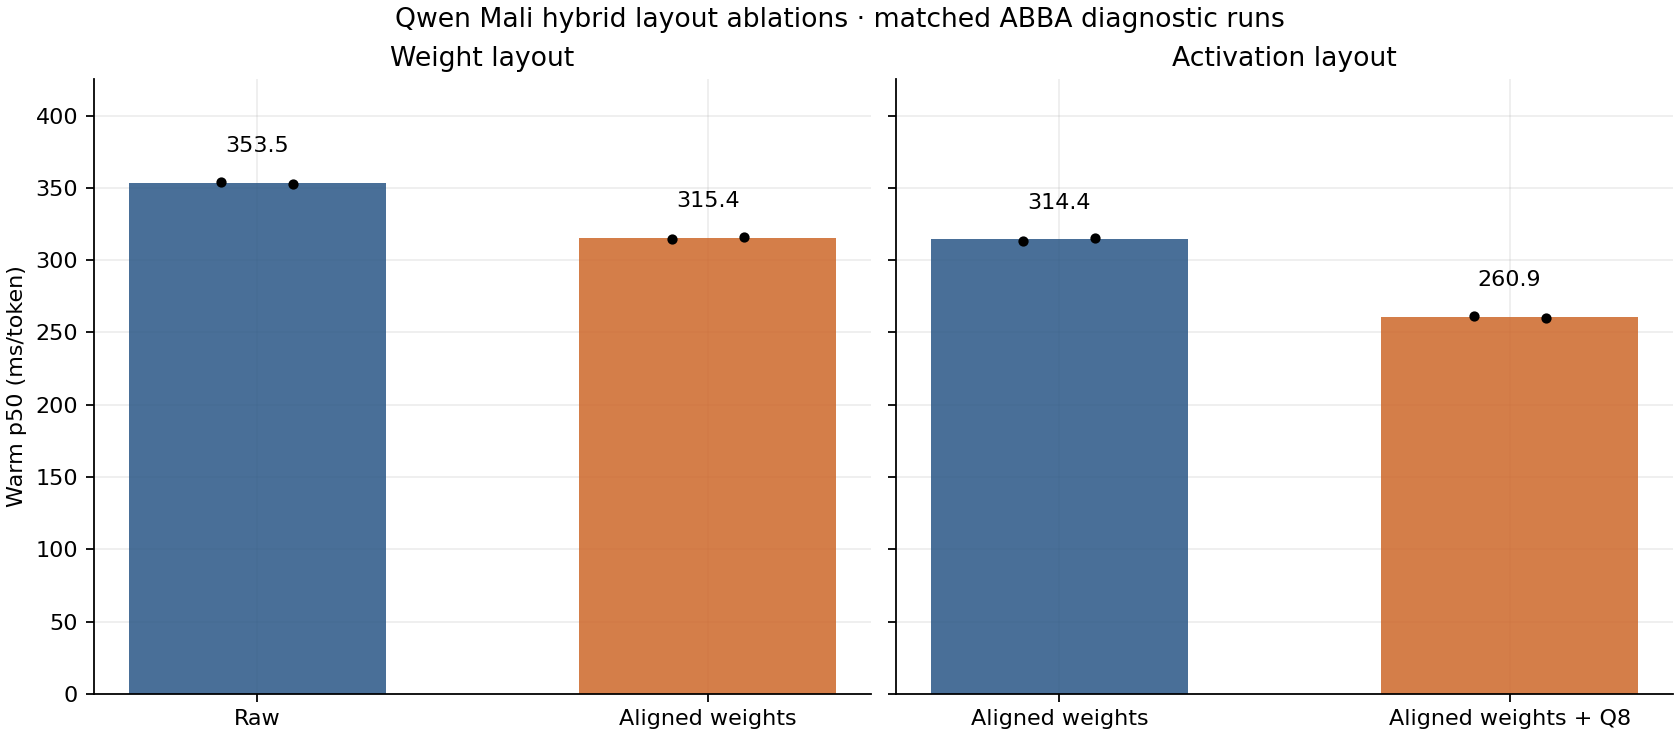 Qwen Mali hybrid layout ablations · matched ABBA diagnostic runs
Weight layout
Warm p50 (ms/token)
400
350
300
250
200
150
100
50
0
353.5
315.4
Raw
Aligned weights
Activation layout
314.4
260.9
Aligned weights
Aligned weights + Q8